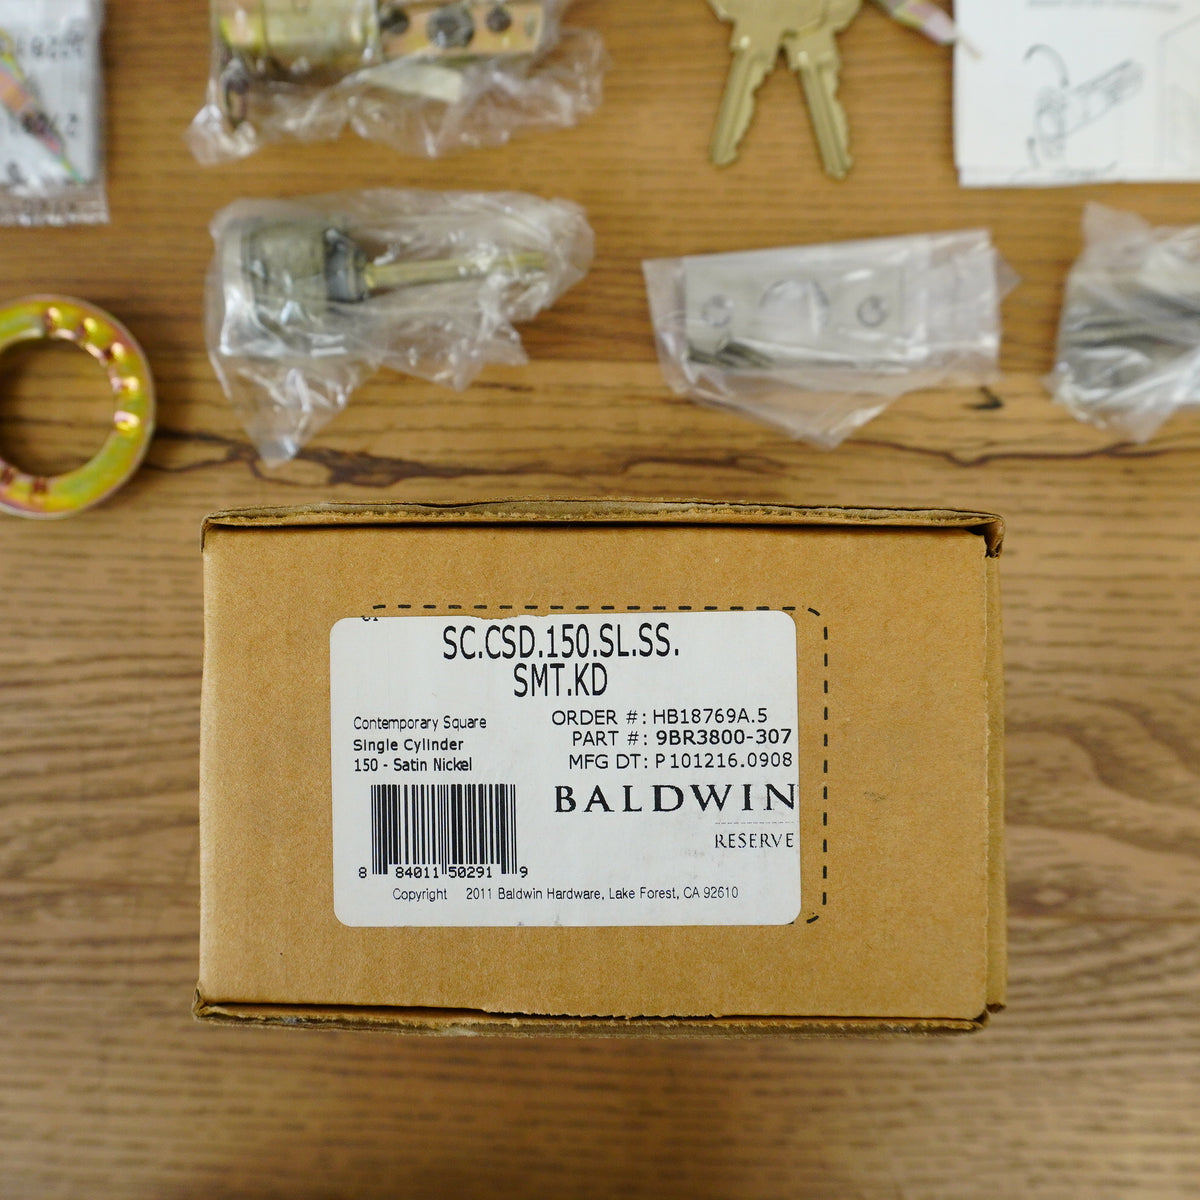 SC.CSD.150.SL.SS.
SMT.KD
Contemporary Square
Single Cylinder
150 - Satin Nickel
ORDER #: HB18769A.5
PART #: 9BR3800-307
MFG DT: P101216.0908
BALDWIN
RESERVE
8 84011 50291 9
Copyright 2011 Baldwin Hardware, Lake Forest, CA 92610